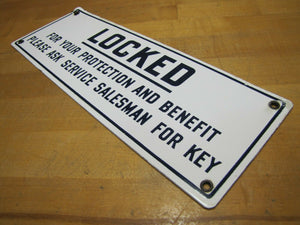 LOCKED
FOR YOUR PROTECTION AND BENEFIT
PLEASE ASK SERVICE SALESMAN FOR KEY